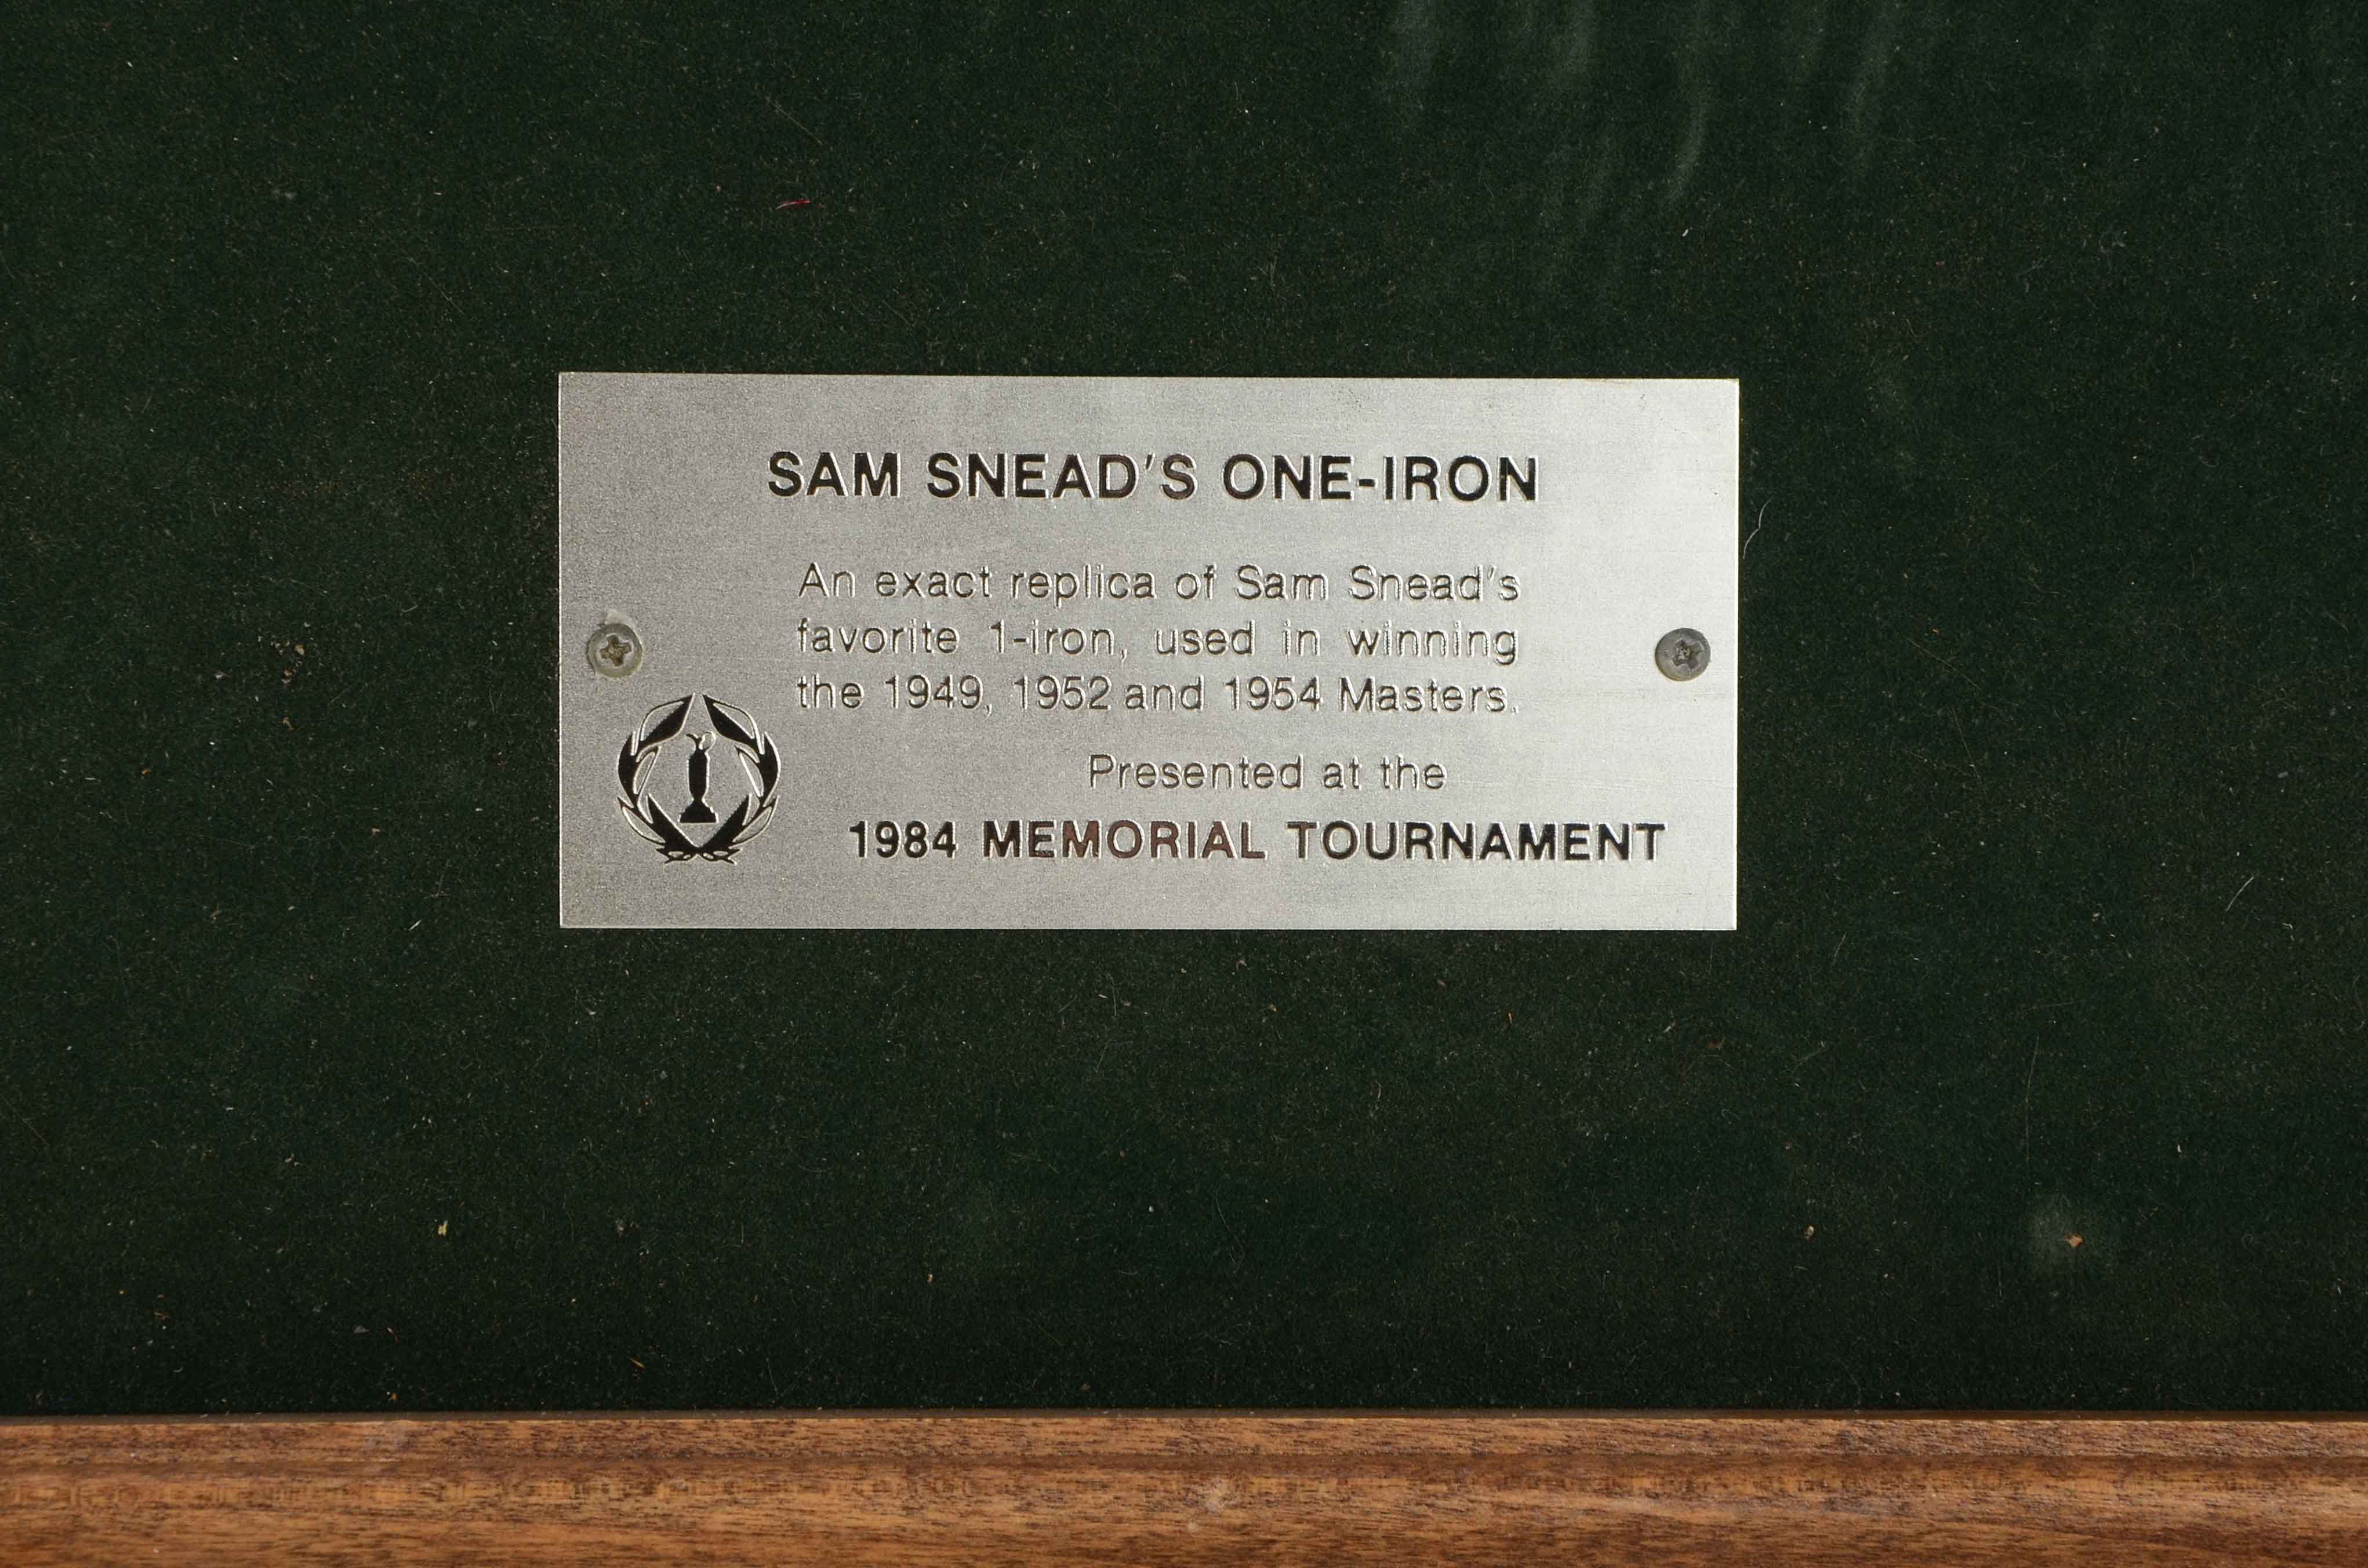 SAM SNEAD'S ONE-IRON
An exact replica of Sam Snead's
favorite 1-iron, used in winning
the 1949, 1952 and 1954 Masters.
Presented at the
1984 MEMORIAL TOURNAMENT